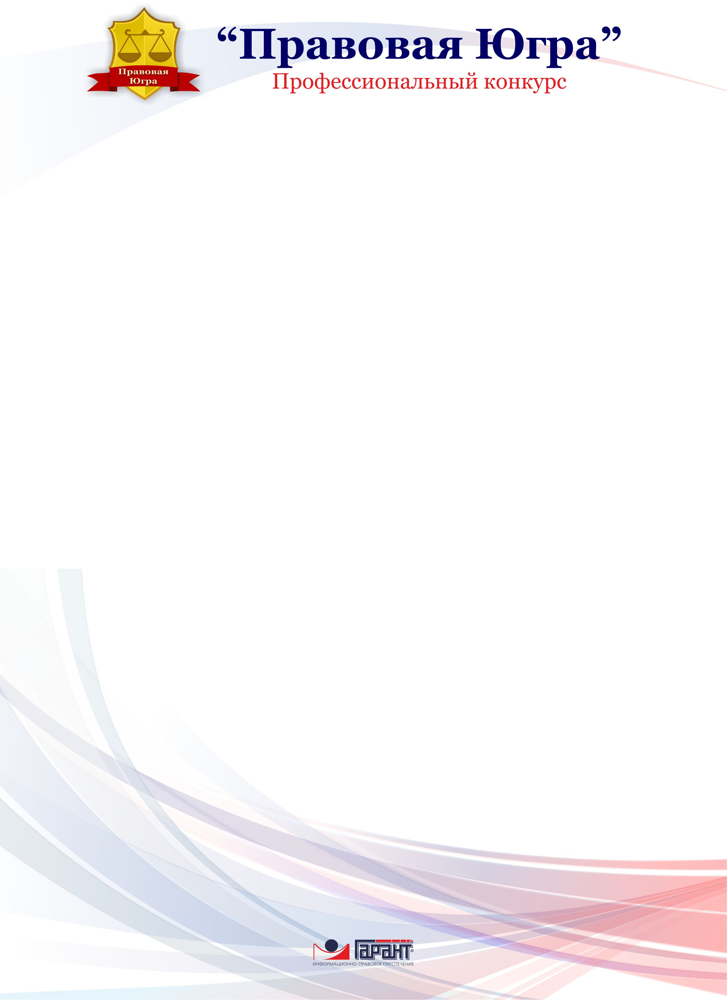 “Правовая Югра”
Профессиональный конкурс
Правовая
Югра
ГАРАНТ®
ИНФОРМАЦИОННО-ПРАВОВОЕ ОБЕСПЕЧЕНИЕ